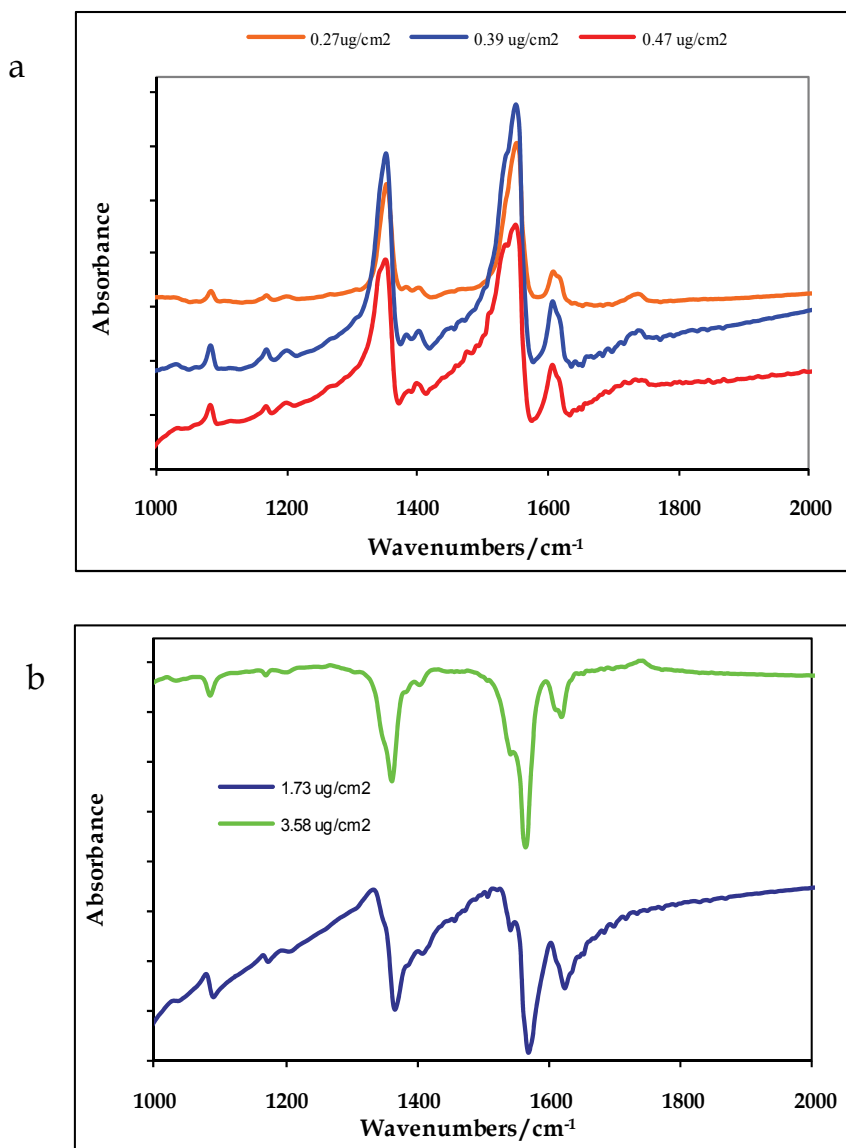 a
0.27ug/cm2 0.39 ug/cm2 0.47 ug/cm2
Absorbance
1000 1200 1400 1600 1800 2000
Wavenumbers/cm-1
b
1.73 ug/cm2
3.58 ug/cm2
Absorbance
1000 1200 1400 1600 1800 2000
Wavenumbers/cm-1